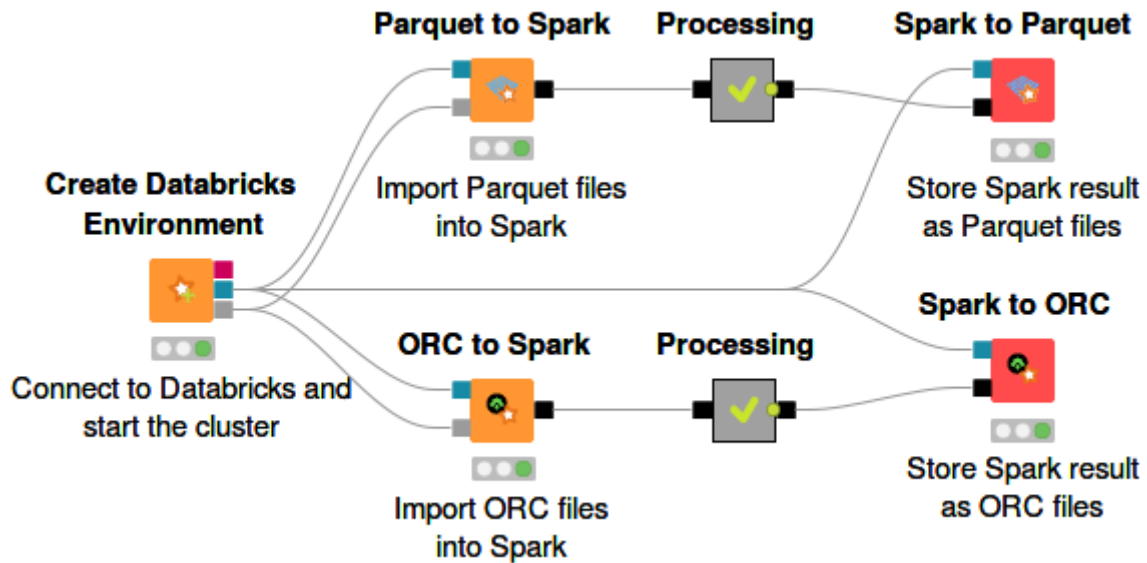 Parquet to Spark
Processing
Spark to Parquet
Import Parquet files
into Spark
Store Spark result
as Parquet files
Create Databricks
Environment
Connect to Databricks and
start the cluster
ORC to Spark
Processing
Spark to ORC
Import ORC files
into Spark
Store Spark result
as ORC files